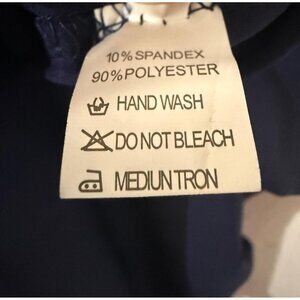 10%SPANDEX
90%POLYESTER
HAND WASH
DO NOT BLEACH
MEDIUN TRON